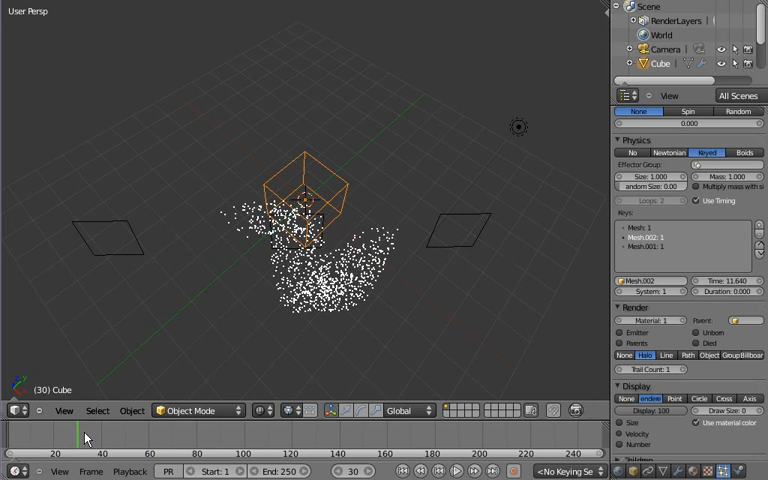 User Persp
Scene
RenderLayers
World
Camera
Cube
View All Scenes
None Spin Random
0.000
Physics
No Newtonian Keyed Boids
Effector Group:
Size: 1.000 Mass: 1.000
andom Size: 0.00 Multiply mass with si
Loops: 2 Use Timing
Keys:
Mesh: 1
Mesh.002: 1
Mesh.001: 1
Mesh.002 Time: 11.640
System: 1 Duration: 0.000
Render
Material: 1 Parent:
Emitter Unborn
Parents Died
None Halo Line Path Object Group Billboar
Trail Count: 1
Display
None endere Point Circle Cross Axis
Display: 100 Draw Size: 0
Size Use material color
Velocity
Number
(30) Cube
View Select Object Object Mode Global
20 40 60 80 100 120 140 160 180 200 220 240
View Frame Playback PR Start: 1 End: 250 30 <No Keying Se